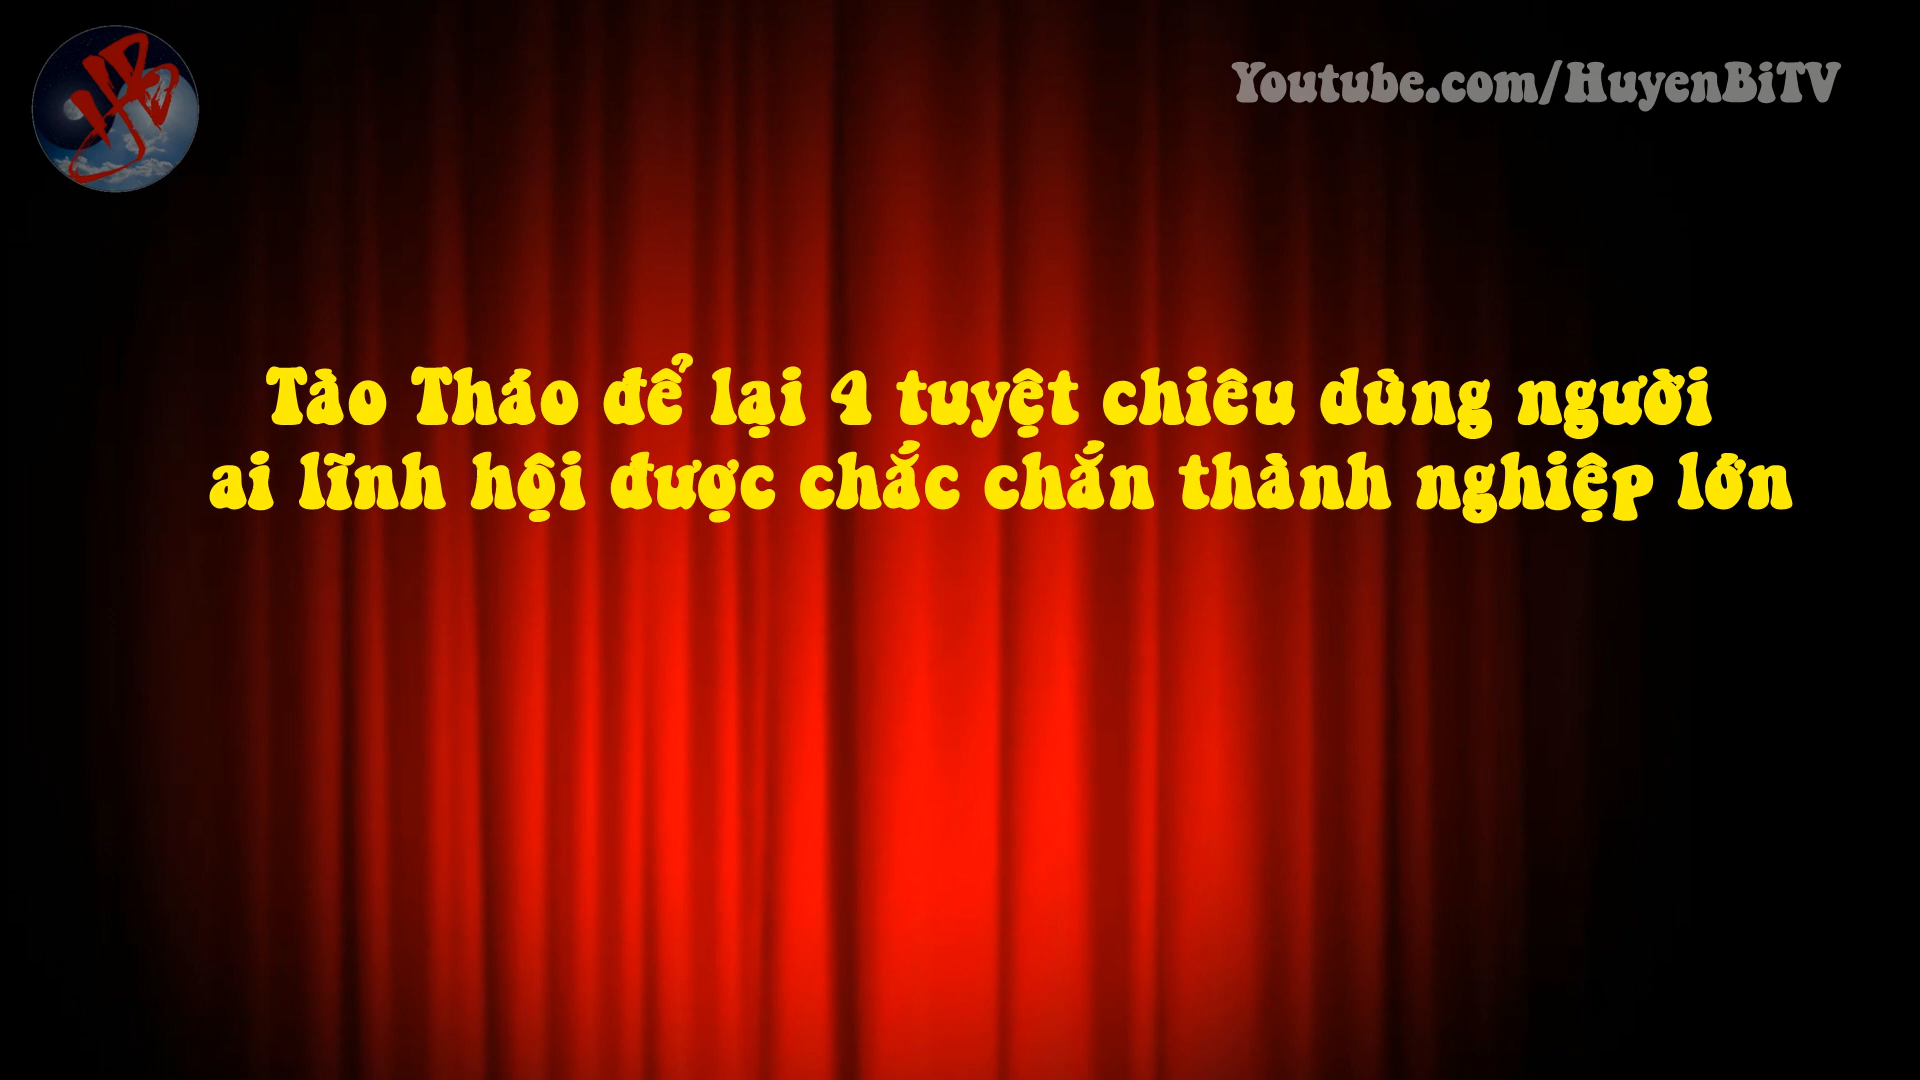 Youtube.com/HuyenBiTV
Tào Tháo để lại 4 tuyệt chiêu dùng người
ai lĩnh hội được chắc chắn thành nghiệp lớn